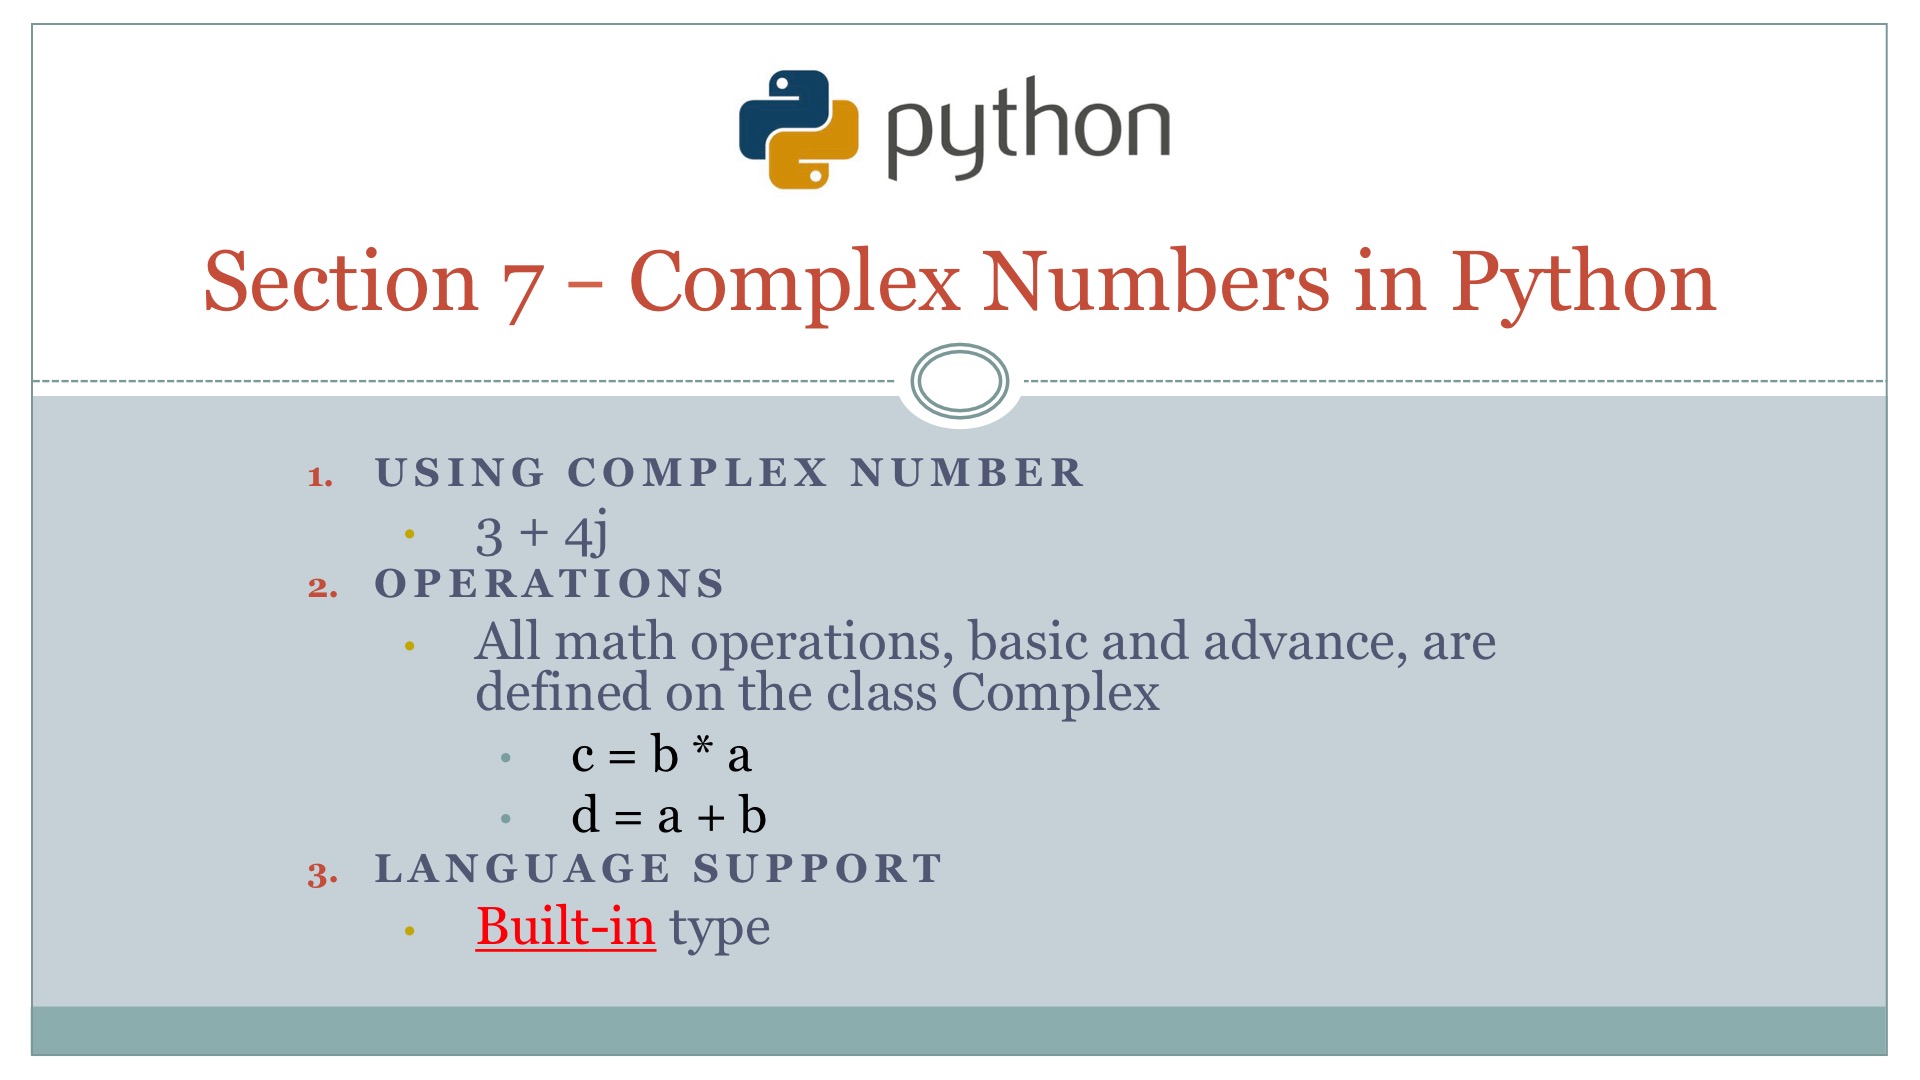 python
Section 7 – Complex Numbers in Python
1. USING COMPLEX NUMBER
• 3 + 4j
2. OPERATIONS
• All math operations, basic and advance, are
defined on the class Complex
• c = b * a
• d = a + b
3. LANGUAGE SUPPORT
• Built-in type